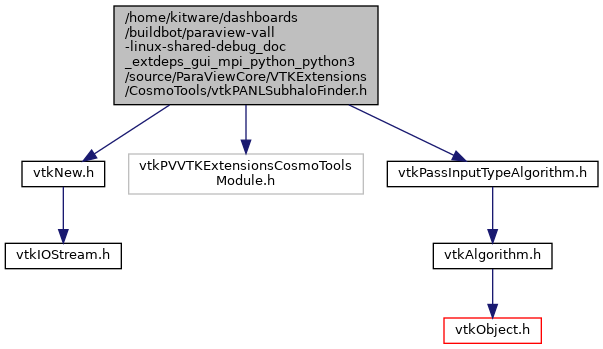 /home/kitware/dashboards
/buildbot/paraview-vall
-linux-shared-debug_doc
_extdeps_gui_mpi_python_python3
/source/ParaViewCore/VTKExtensions
/CosmoTools/vtkPANLSubhaloFinder.h
vtkNew.h
vtkPVVTKExtensionsCosmoTools
Module.h
vtkPassInputTypeAlgorithm.h
vtkIOStream.h
vtkAlgorithm.h
vtkObject.h